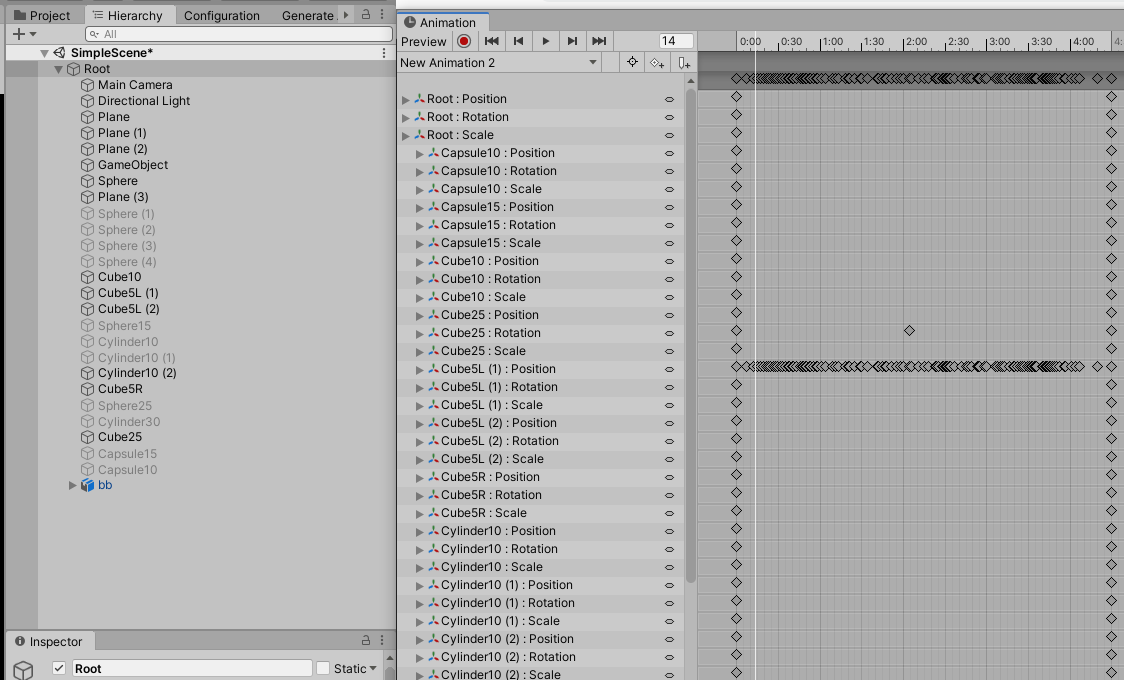 Project
Hierarchy
Configuration
Generate
All
SimpleScene*
Root
Main Camera
Directional Light
Plane
Plane (1)
Plane (2)
GameObject
Sphere
Plane (3)
Sphere (1)
Sphere (2)
Sphere (3)
Sphere (4)
Cube10
Cube5L (1)
Cube5L (2)
Sphere15
Cylinder10
Cylinder10 (1)
Cylinder10 (2)
Cube5R
Sphere25
Cylinder30
Cube25
Capsule15
Capsule10
bb
Inspector
Root
Static
Animation
Preview
14
New Animation 2
0:00 0:30 1:00 1:30 2:00 2:30 3:00 3:30 4:00 4:
Root : Position
Root : Rotation
Root : Scale
Capsule10 : Position
Capsule10 : Rotation
Capsule10 : Scale
Capsule15 : Position
Capsule15 : Rotation
Capsule15 : Scale
Cube10 : Position
Cube10 : Rotation
Cube10 : Scale
Cube25 : Position
Cube25 : Rotation
Cube25 : Scale
Cube5L (1) : Position
Cube5L (1) : Rotation
Cube5L (1) : Scale
Cube5L (2) : Position
Cube5L (2) : Rotation
Cube5L (2) : Scale
Cube5R : Position
Cube5R : Rotation
Cube5R : Scale
Cylinder10 : Position
Cylinder10 : Rotation
Cylinder10 : Scale
Cylinder10 (1) : Position
Cylinder10 (1) : Rotation
Cylinder10 (1) : Scale
Cylinder10 (2) : Position
Cylinder10 (2) : Rotation
Cylinder10 (2) : Scale